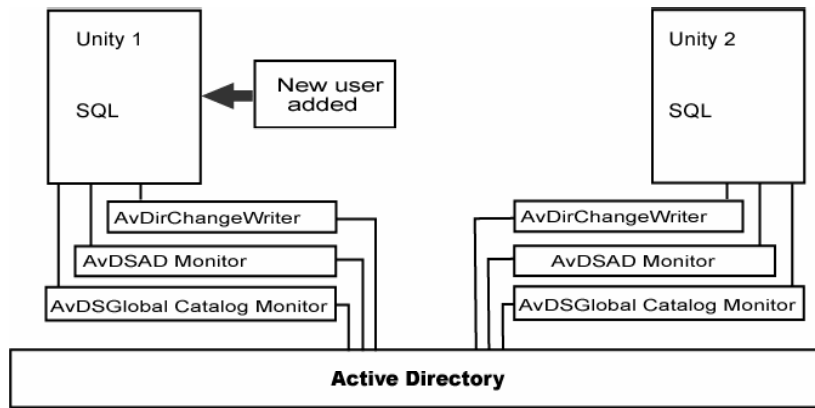 Unity 1
SQL
New user
added
Unity 2
SQL
AvDirChangeWriter
AvDSAD Monitor
AvDSGlobal Catalog Monitor
AvDirChangeWriter
AvDSAD Monitor
AvDSGlobal Catalog Monitor
Active Directory